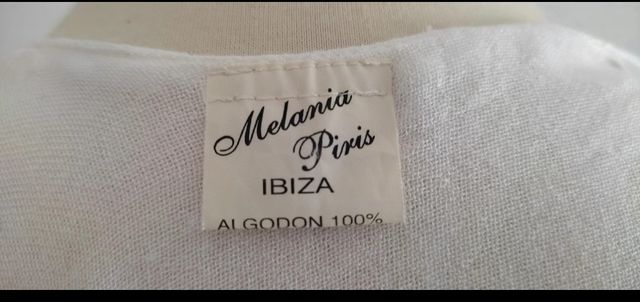 Melania
Piris
IBIZA
ALGODON 100%